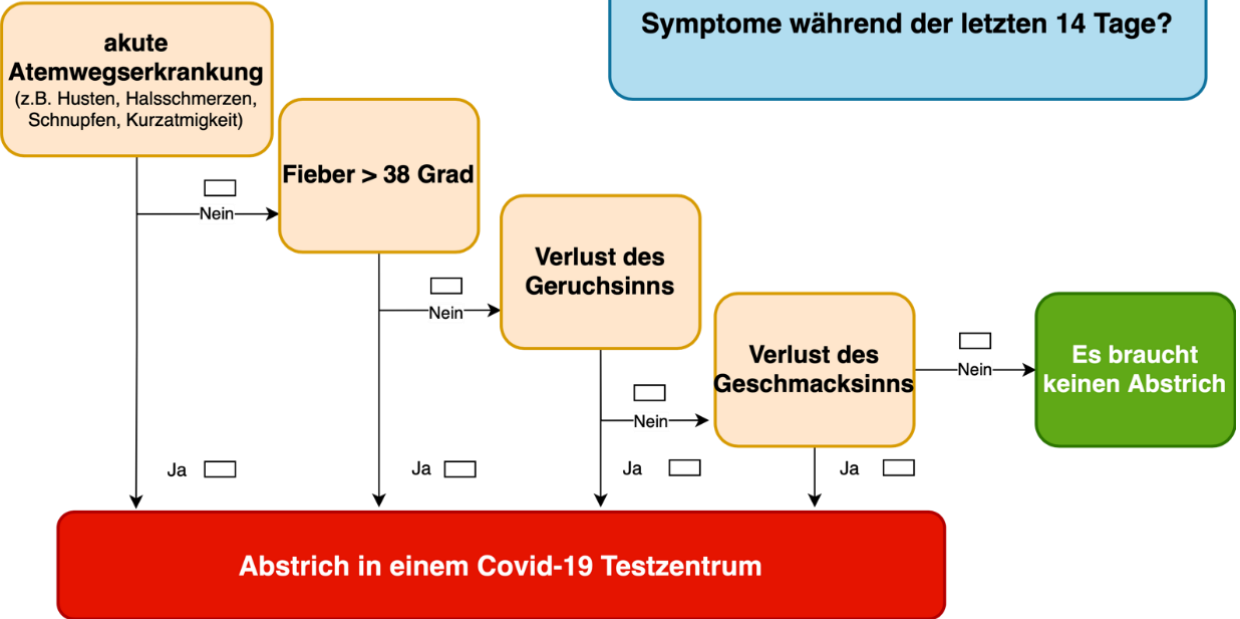 Symptome während der letzten 14 Tage?
akute
Atemwegserkrankung
(z.B. Husten, Halsschmerzen,
Schnupfen, Kurzatmigkeit)
Nein
Fieber > 38 Grad
Nein
Verlust des
Geruchsinns
Nein
Verlust des
Geschmacksinns
Nein
Es braucht
keinen Abstrich
Ja
Ja
Ja
Ja
Abstrich in einem Covid-19 Testzentrum